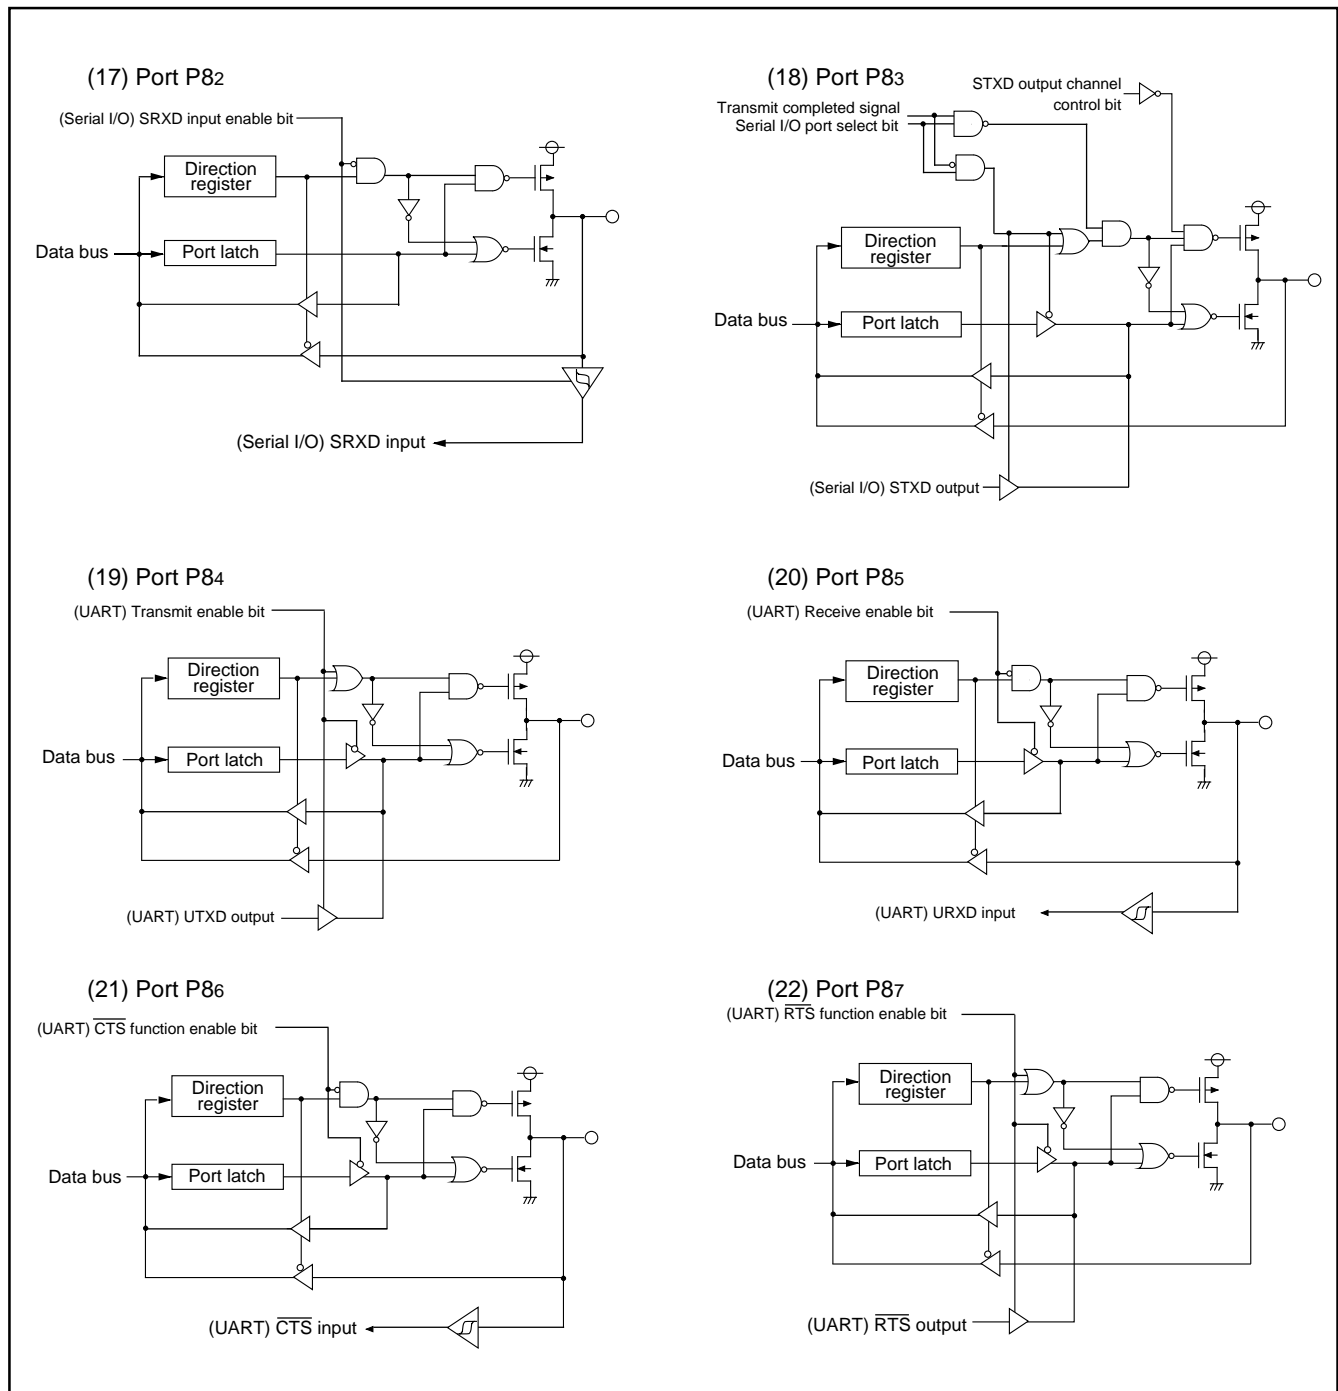 (17) Port P82
(Serial I/O) SRXD input enable bit
Direction
register
Data bus
Port latch
(Serial I/O) SRXD input
(18) Port P83
STXD output channel
control bit
Transmit completed signal
Serial I/O port select bit
Direction
register
Data bus
Port latch
(Serial I/O) STXD output
(19) Port P84
(UART) Transmit enable bit
Direction
register
Data bus
Port latch
(UART) UTXD output
(20) Port P85
(UART) Receive enable bit
Direction
register
Data bus
Port latch
(UART) URXD input
(21) Port P86
(UART) C̅T̅S̅ function enable bit
Direction
register
Data bus
Port latch
(UART) C̅T̅S̅ input
(22) Port P87
(UART) R̅T̅S̅ function enable bit
Direction
register
Data bus
Port latch
(UART) R̅T̅S̅ output